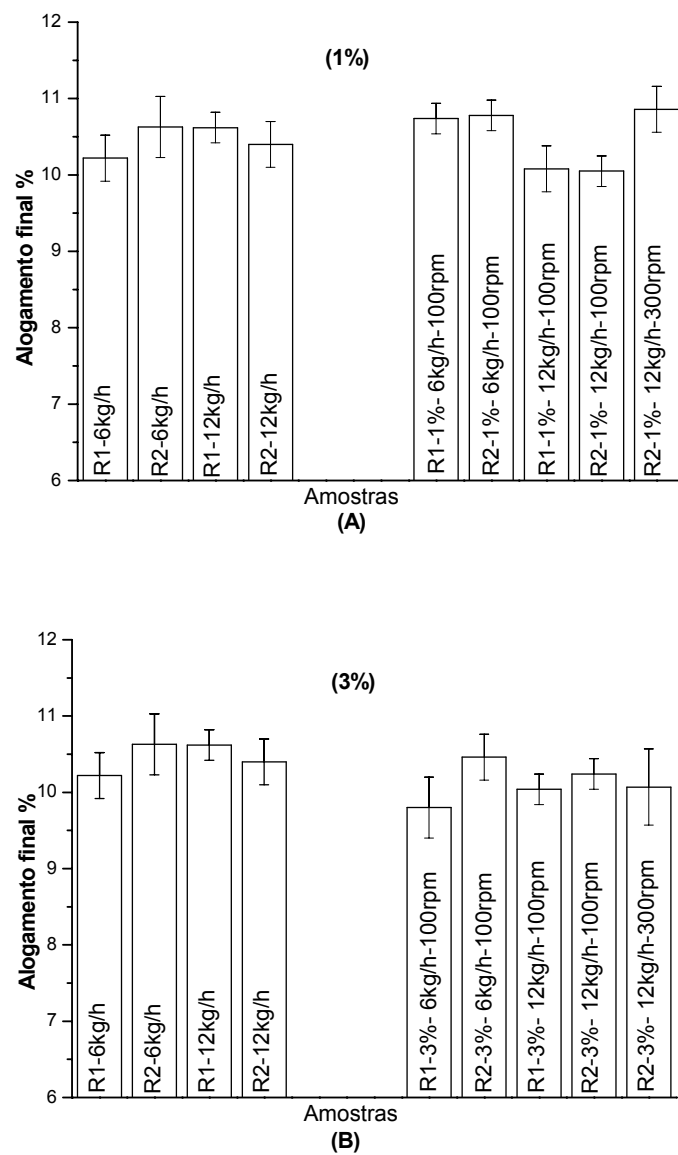 12
(1%)
11
10
9
8
7
6
Alogamento final %
R1-6kg/h
R2-6kg/h
R1-12kg/h
R2-12kg/h
R1-1%- 6kg/h-100rpm
R2-1%- 6kg/h-100rpm
R1-1%- 12kg/h-100rpm
R2-1%- 12kg/h-100rpm
R2-1%- 12kg/h-300rpm
Amostras
(A)
12
(3%)
11
10
9
8
7
6
Alogamento final %
R1-6kg/h
R2-6kg/h
R1-12kg/h
R2-12kg/h
R1-3%- 6kg/h-100rpm
R2-3%- 6kg/h-100rpm
R1-3%- 12kg/h-100rpm
R2-3%- 12kg/h-100rpm
R2-3%- 12kg/h-300rpm
Amostras
(B)